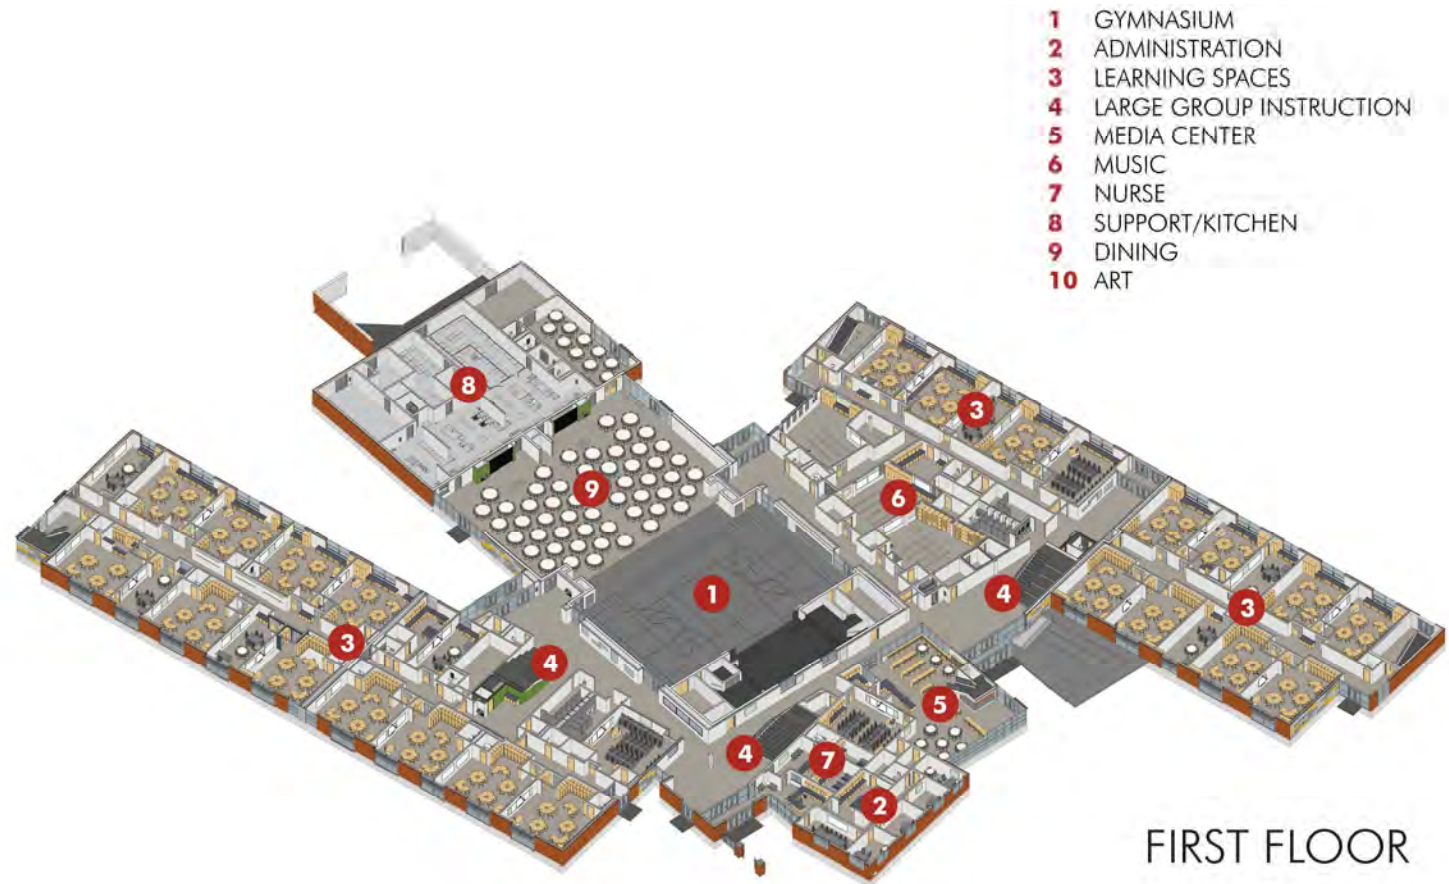 1 GYMNASIUM
2 ADMINISTRATION
3 LEARNING SPACES
4 LARGE GROUP INSTRUCTION
5 MEDIA CENTER
6 MUSIC
7 NURSE
8 SUPPORT/KITCHEN
9 DINING
10 ART
8
3
9
6
1
4
3
3
4
5
4
7
2
FIRST FLOOR